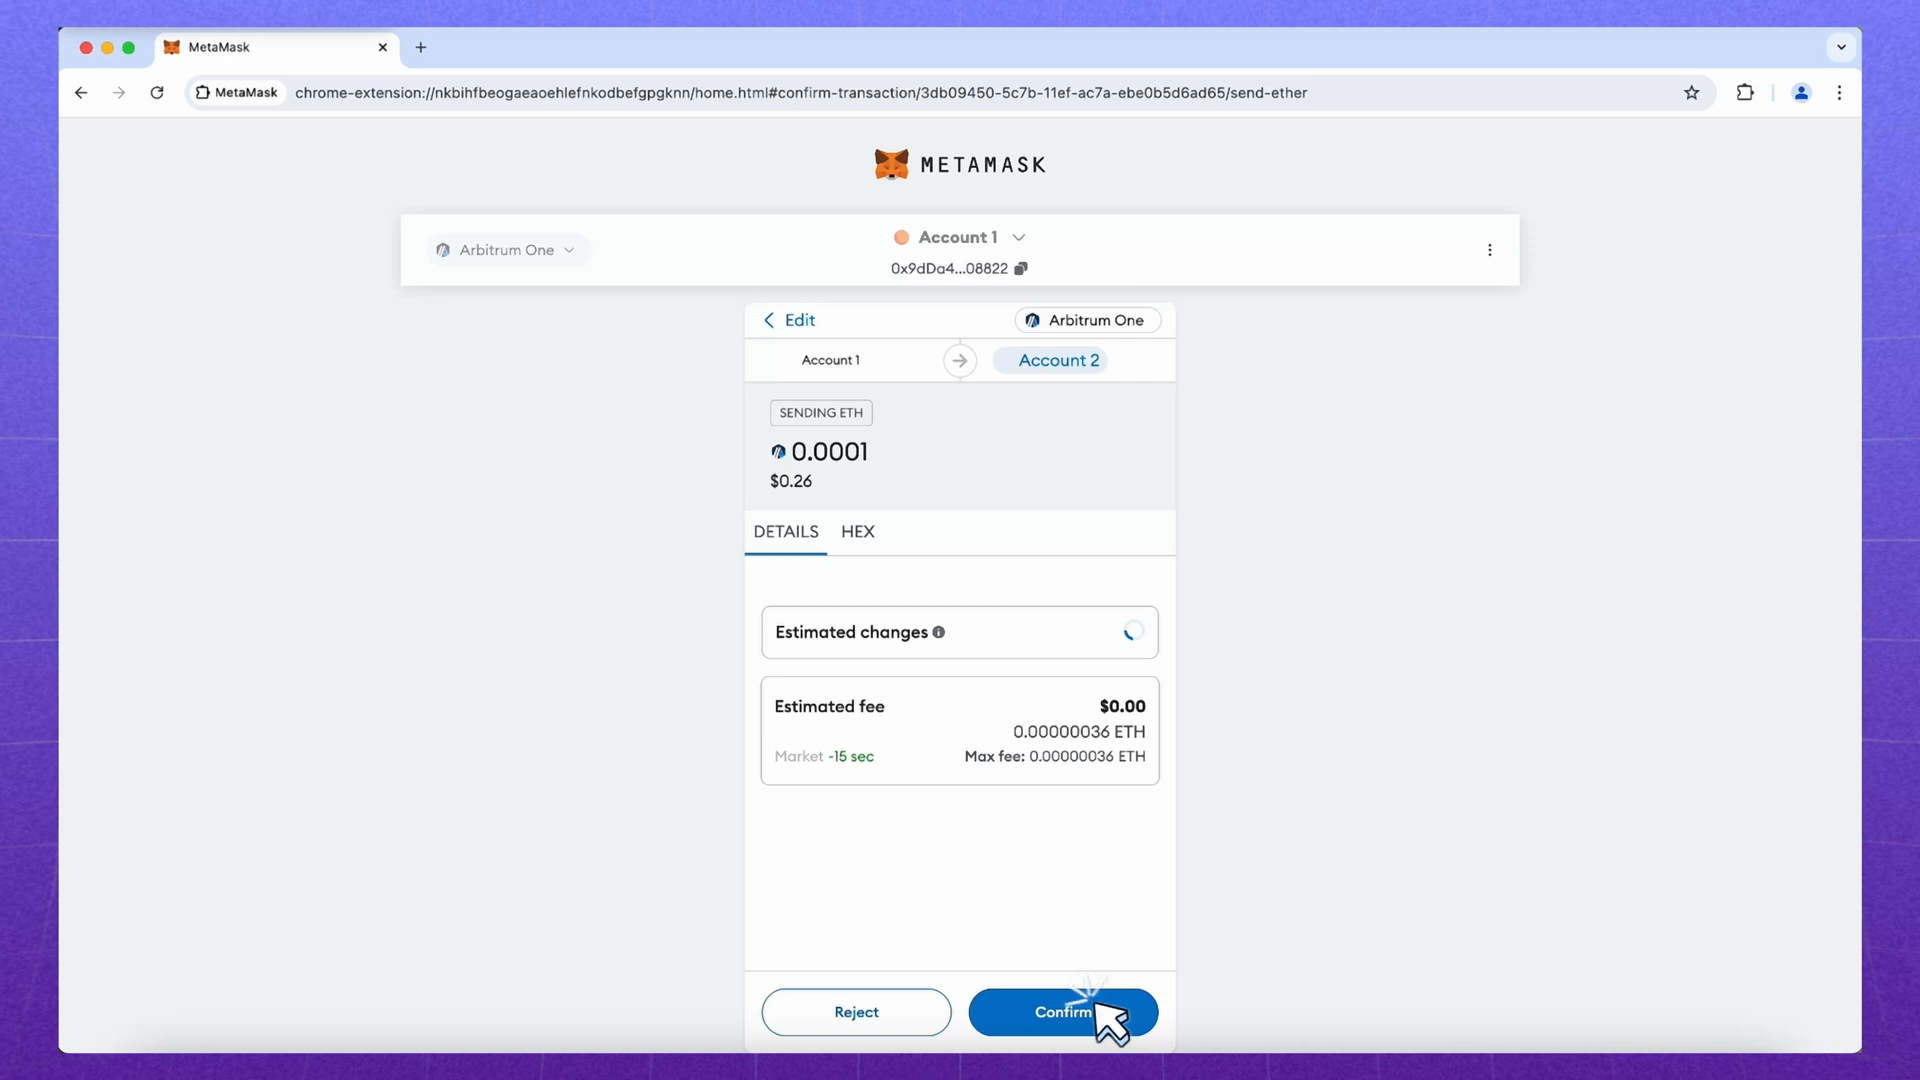 MetaMask
MetaMask
chrome-extension://nkbihfbeogaeaoehlefnkodbefgpgknn/home.html#confirm-transaction/3db09450-5c7b-11ef-ac7a-ebe0b5d6ad65/send-ether
METAMASK
Arbitrum One
Account 1
0x9dDa4...08822
Edit
Arbitrum One
Account 1
Account 2
SENDING ETH
0.0001
$0.26
DETAILS HEX
Estimated changes
Estimated fee $0.00
0.00000036 ETH
Market ~15 sec Max fee: 0.00000036 ETH
Reject
Confirm